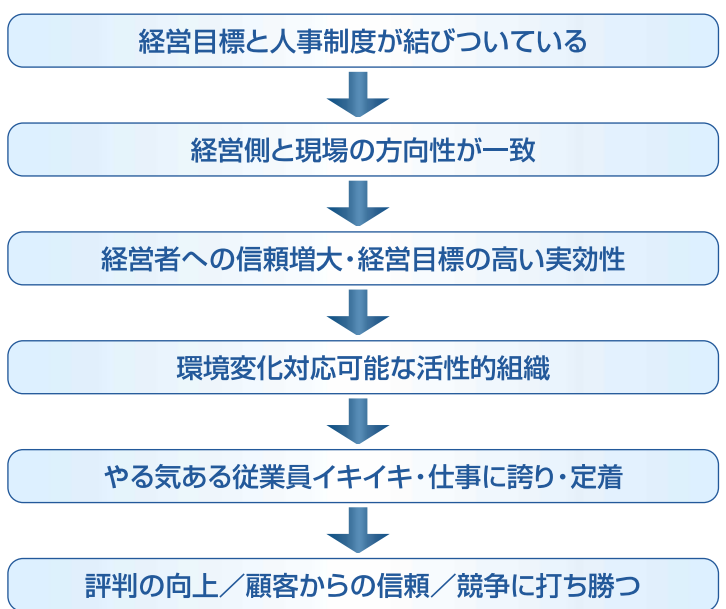 経営目標と人事制度が結びついている
経営側と現場の方向性が一致
経営者への信頼増大・経営目標の高い実効性
環境変化対応可能な活性的組織
やる気ある従業員イキイキ・仕事に誇り・定着
評判の向上／顧客からの信頼／競争に打ち勝つ